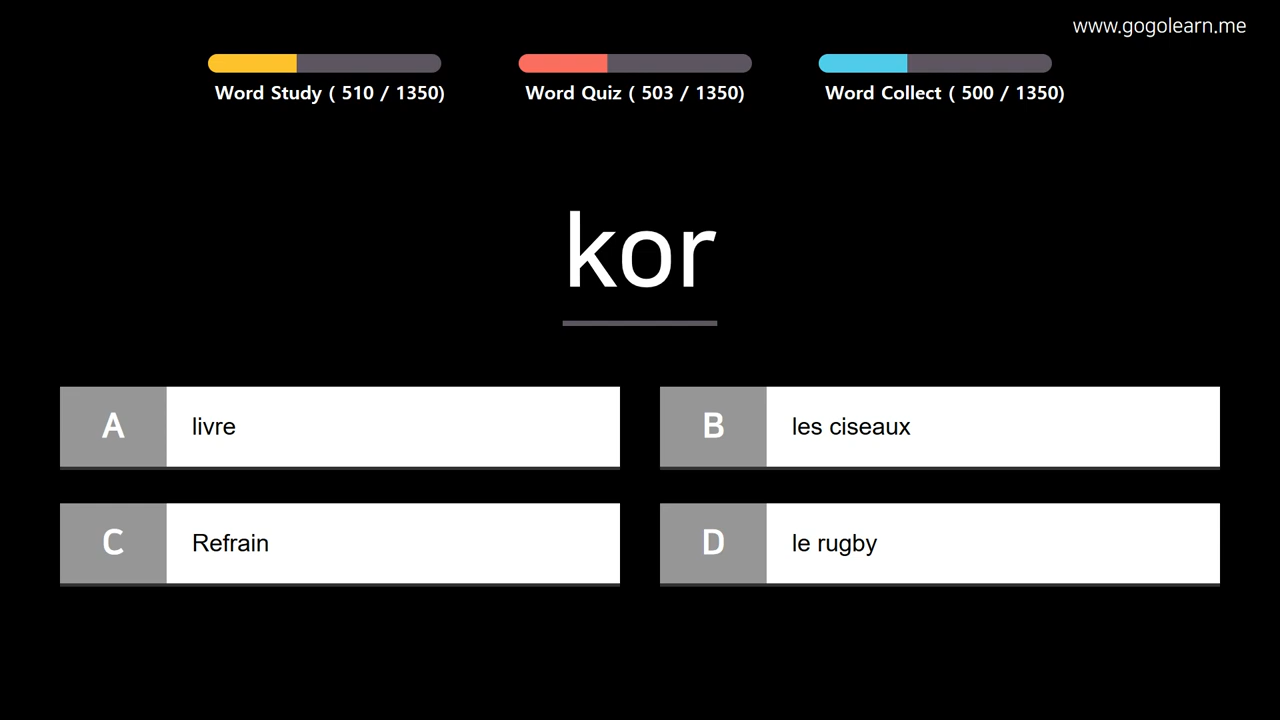 www.gogolearn.me
Word Study ( 510 / 1350)
Word Quiz ( 503 / 1350)
Word Collect ( 500 / 1350)
kor
A livre
B les ciseaux
C Refrain
D le rugby